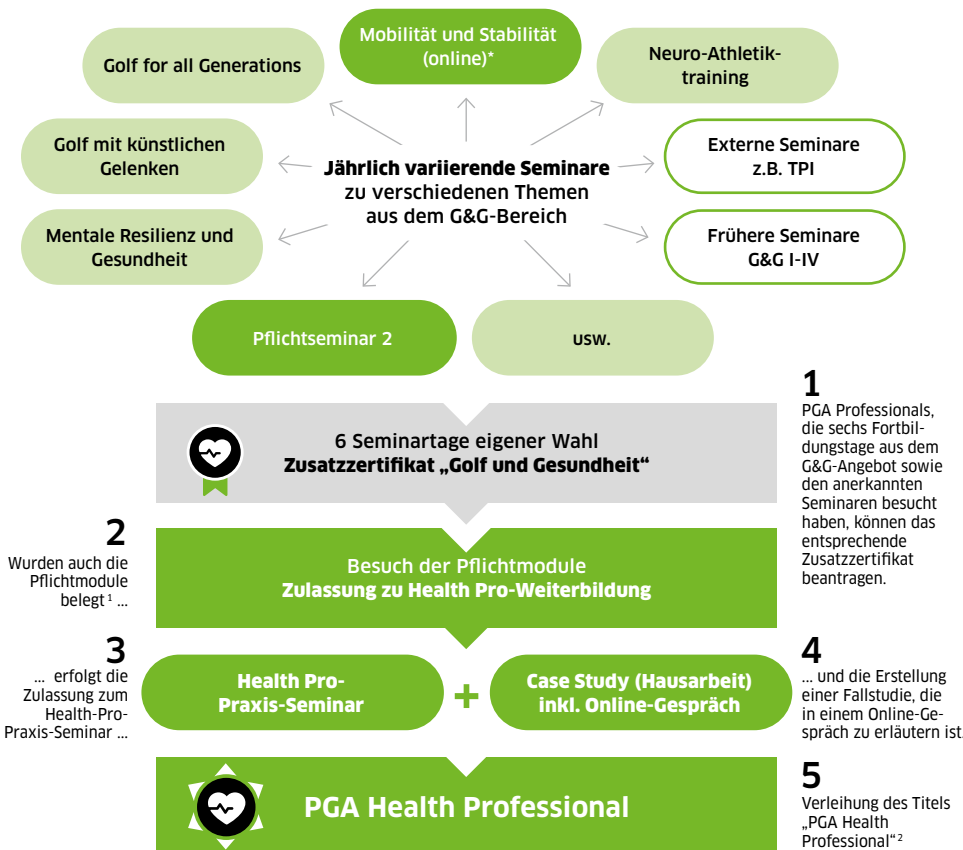 Mobilität und Stabilität
(online)*
Golf for all Generations
Neuro-Athletik-
training
Golf mit künstlichen
Gelenken
Externe Seminare
z.B. TPI
Jährlich variierende Seminare
zu verschiedenen Themen
aus dem G&G-Bereich
Mentale Resilienz und
Gesundheit
Frühere Seminare
G&G I-IV
Pflichtseminar 2
usw.
1
PGA Professionals,
die sechs Fortbil-
dungstage aus dem
G&G-Angebot sowie
den anerkannten
Seminaren besucht
haben, können das
entsprechende
Zusatzzertifikat
beantragen.
6 Seminartage eigener Wahl
Zusatzzertifikat „Golf und Gesundheit“
2
Wurden auch die
Pflichtmodule
belegt ¹ ...
Besuch der Pflichtmodule
Zulassung zu Health Pro-Weiterbildung
3
... erfolgt die
Zulassung zum
Health-Pro-
Praxis-Seminar ...
Health Pro-
Praxis-Seminar
+
Case Study (Hausarbeit)
inkl. Online-Gespräch
4
... und die Erstellung
einer Fallstudie, die
in einem Online-Ge-
spräch zu erläutern ist.
PGA Health Professional
5
Verleihung des Titels
„PGA Health
Professional“ ²